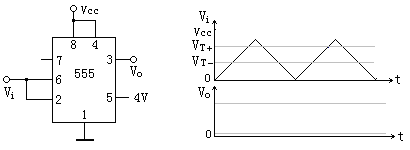 Vcc
8 4
7 3 Vo
555
Vi 6
2 5 4V
1
Vi
Vcc
VT+
VT−
0 t
Vo
0 t